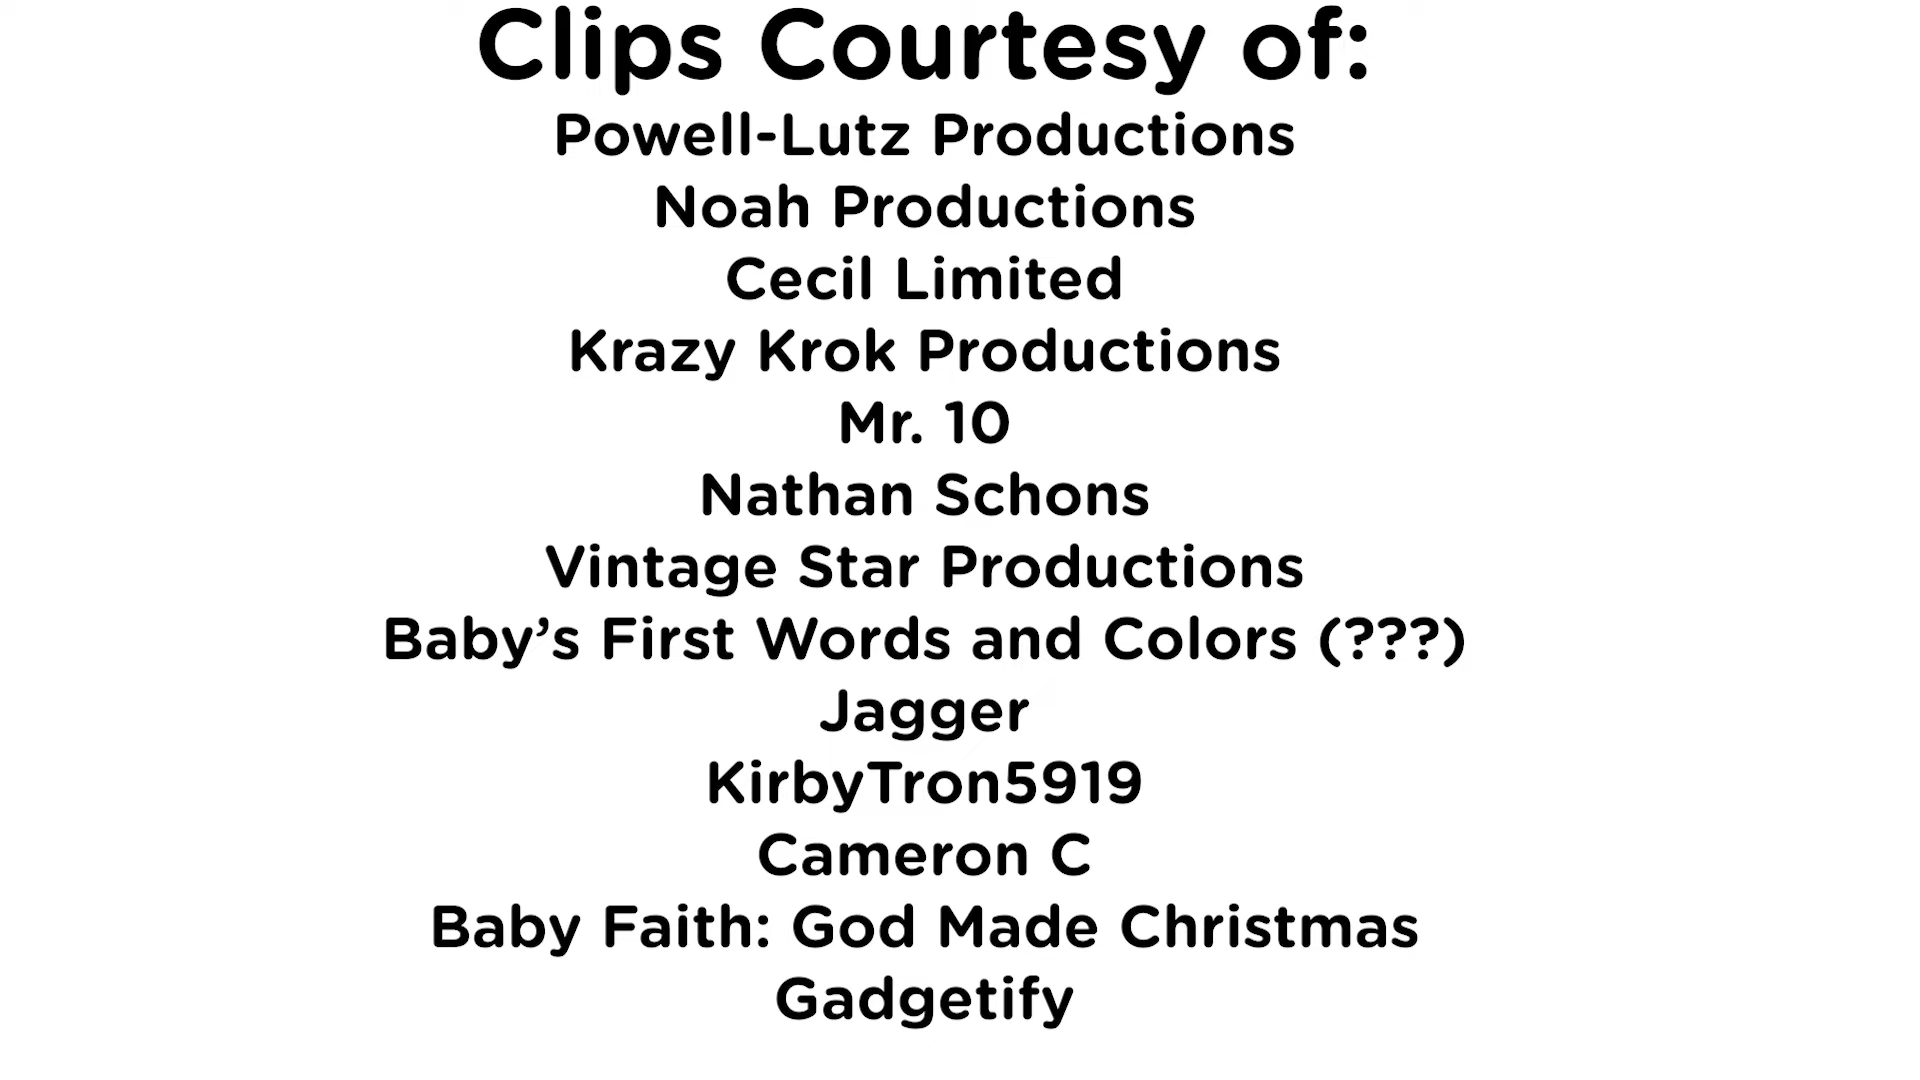 Clips Courtesy of:
Powell-Lutz Productions
Noah Productions
Cecil Limited
Krazy Krok Productions
Mr. 10
Nathan Schons
Vintage Star Productions
Baby’s First Words and Colors (???)
Jagger
KirbyTron5919
Cameron C
Baby Faith: God Made Christmas
Gadgetify